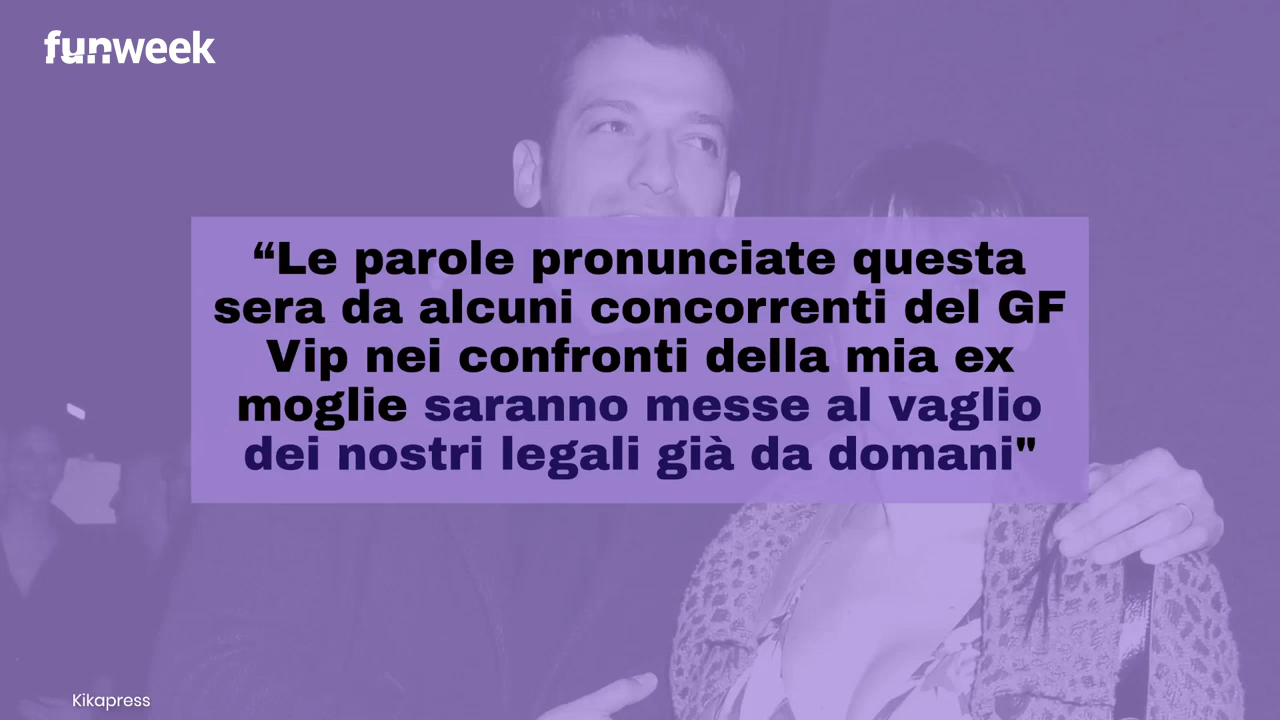 funweek
“Le parole pronunciate questa
sera da alcuni concorrenti del GF
Vip nei confronti della mia ex
moglie saranno messe al vaglio
dei nostri legali già da domani"
Kikapress